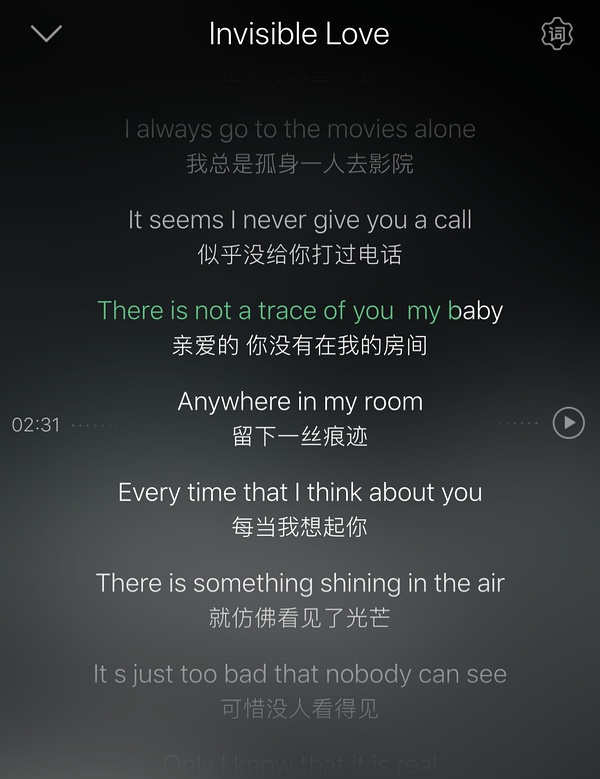 Invisible Love
词
I always go to the movies alone
我总是孤身一人去影院
It seems I never give you a call
似乎没给你打过电话
There is not a trace of you  my baby
亲爱的 你没有在我的房间
Anywhere in my room
02:31
留下一丝痕迹
Every time that I think about you
每当我想起你
There is something shining in the air
就仿佛看见了光芒
It s just too bad that nobody can see
可惜没人看得见
Only I know that it is real